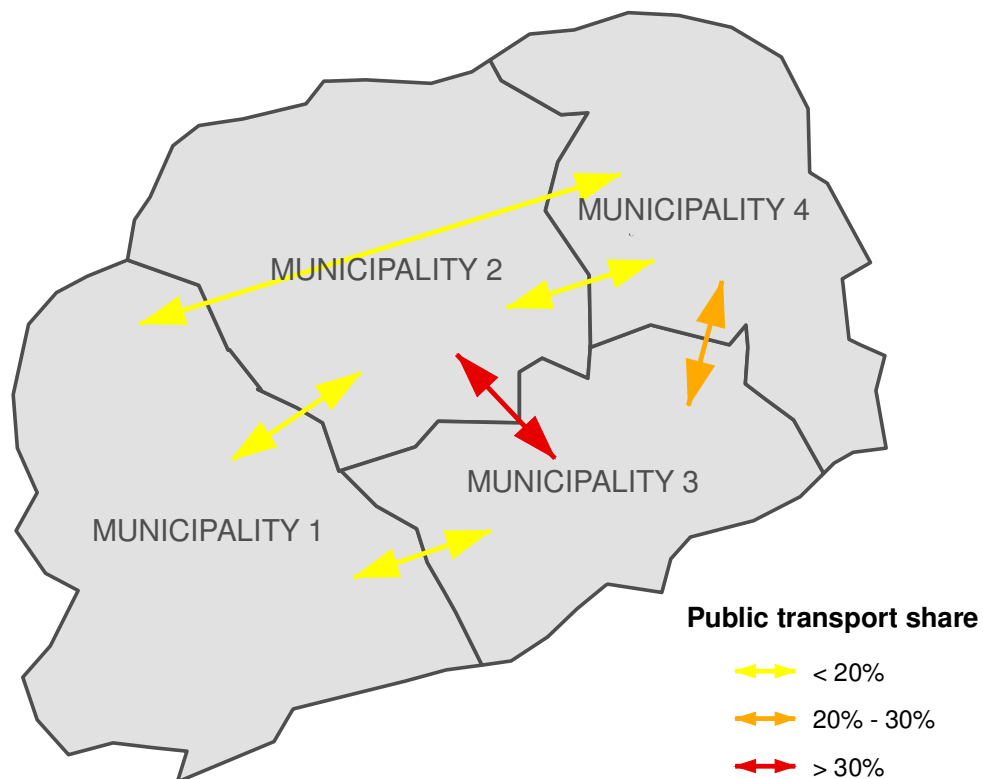 MUNICIPALITY 4
MUNICIPALITY 2
MUNICIPALITY 3
MUNICIPALITY 1
Public transport share
< 20%
20% - 30%
> 30%